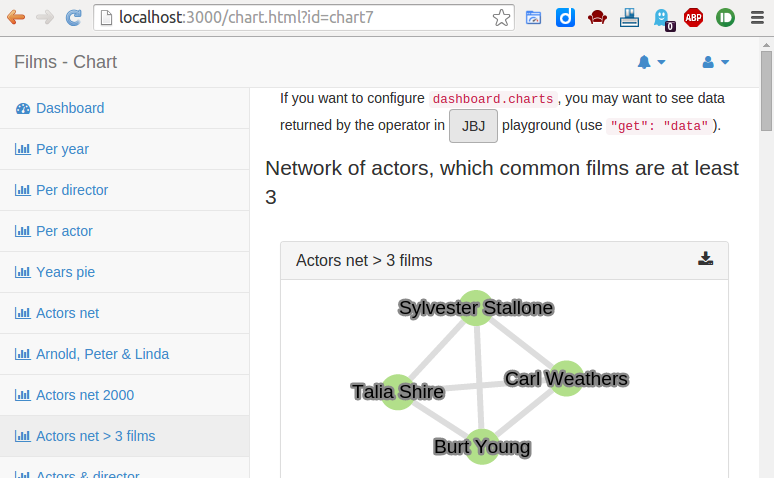 localhost:3000/chart.html?id=chart7
d
0
ABP
Films - Chart
Dashboard
Per year
Per director
Per actor
Years pie
Actors net
Arnold, Peter & Linda
Actors net 2000
Actors net > 3 films
Actors & director
If you want to configure dashboard.charts, you may want to see data
returned by the operator in JBJ playground (use "get": "data").
Network of actors, which common films are at least
3
Actors net > 3 films
Sylvester Stallone
Carl Weathers
Talia Shire
Burt Young